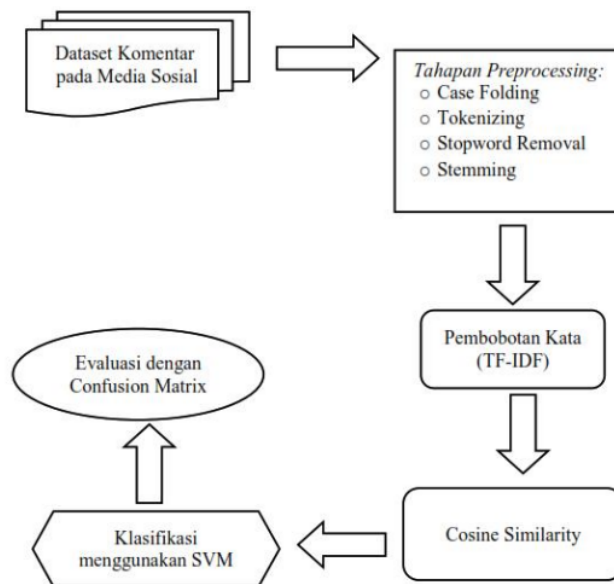 Dataset Komentar
pada Media Sosial
Tahapan Preprocessing:
○ Case Folding
○ Tokenizing
○ Stopword Removal
○ Stemming
Pembobotan Kata
(TF-IDF)
Cosine Similarity
Klasifikasi
menggunakan SVM
Evaluasi dengan
Confusion Matrix